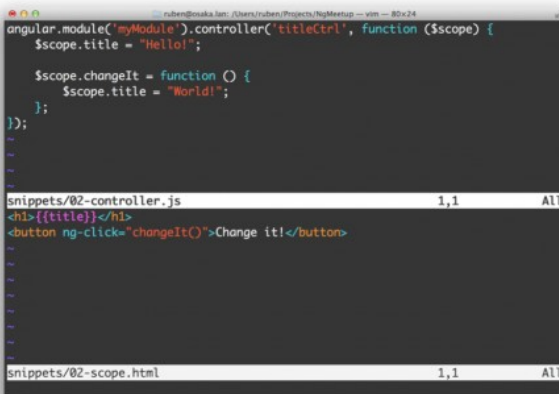 ruben@osaka.lan: /Users/ruben/Projects/NgMeetup — vim — 80×24
angular.module('myModule').controller('titleCtrl', function ($scope) {
    $scope.title = "Hello!";
    $scope.changeIt = function () {
        $scope.title = "World!";
    };
});
~
~
~
~
snippets/02-controller.js 1,1 All
<h1>{{title}}</h1>
<button ng-click="changeIt()">Change it!</button>
~
~
~
~
~
~
~
~
snippets/02-scope.html 1,1 All